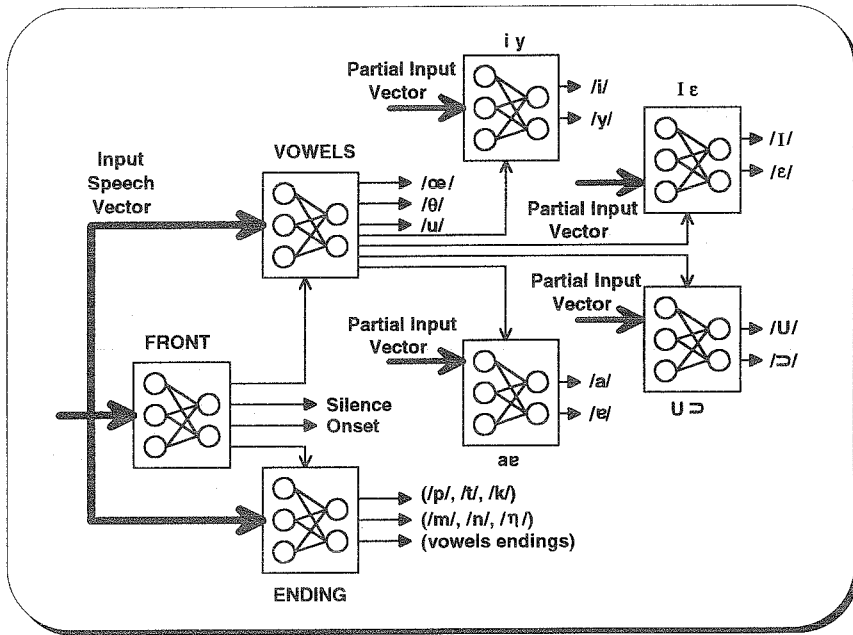 i y
Partial Input
Vector
/i/
/y/
I ε
/I/
/ε/
Partial Input
Vector
VOWELS
Input
Speech
Vector
/œ/
/θ/
/u/
Partial Input
Vector
/U/
/⊃/
U ⊃
Partial Input
Vector
/a/
/ɐ/
aɐ
FRONT
Silence
Onset
(/p/, /t/, /k/)
(/m/, /n/, /η/)
(vowels endings)
ENDING